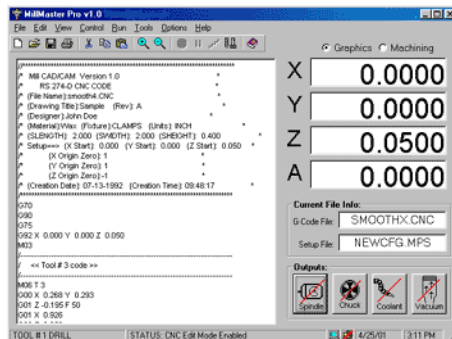 MillMaster Pro v1.0
File Edit View Control Run Tools Options Help
Graphics Machining
/************************************************
/* Mill CAD/CAM Version 1.0 *
/* RS 274-D CNC CODE *
/* (File Name):smooth4.CNC *
/* (Drawing Title):Sample (Rev): A *
/* (Designer):John Doe *
/* (Material):Wax (Fixture):CLAMPS (Units): INCH *
/* (SLENGTH): 2.000 (SWIDTH): 2.000 (SHEIGHT): 0.400 *
/* Setup==> (X Start): 0.000 (Y Start): 0.000 (Z Start): 0.050 *
/* (X Origin Zero): 1 *
/* (Y Origin Zero): 1 *
/* (Z Origin Zero):-1 *
/* (Creation Date): 07-13-1992 (Creation Time): 09:48:17 *
/************************************************
G70
G90
G75
G92 X 0.000 Y 0.000 Z 0.050
M03
/------------------------------------------------
/ << Tool # 3 code >>
/------------------------------------------------
M06 T 3
G00 X 0.268 Y 0.293
G01 Z -0.195 F 50
G01 X 0.926
X 0.0000
Y 0.0000
Z 0.0500
A 0.0000
Current File Info:
G-Code File: SMOOTHX.CNC
Setup File: NEWCFG.MPS
Outputs:
Spindle Chuck Coolant Vacuum
TOOL #1 DRILL STATUS: CNC Edit Mode Enabled 4/25/01 3:11 PM